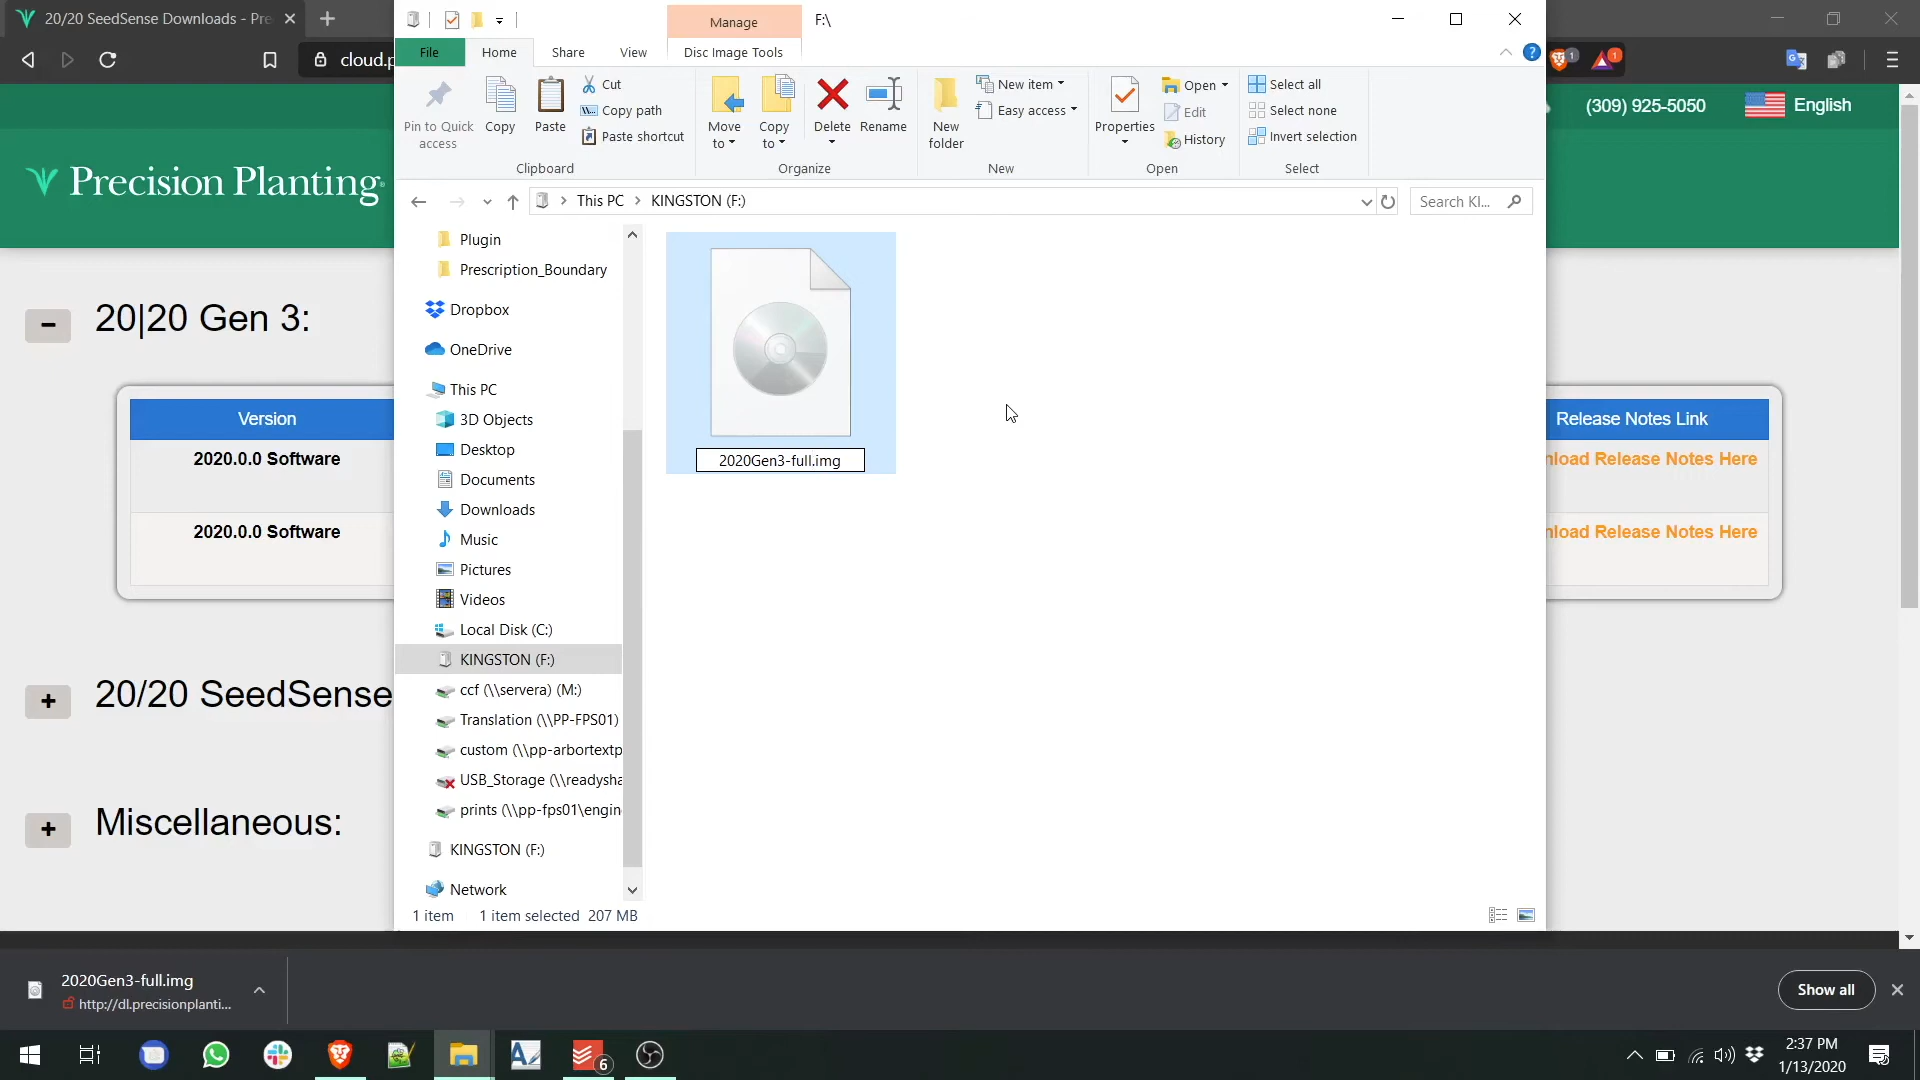 20/20 SeedSense Downloads - Pre
cloud.p
(309) 925-5050
English
Precision Planting
20|20 Gen 3:
Version
Release Notes Link
2020.0.0 Software
nload Release Notes Here
2020.0.0 Software
nload Release Notes Here
20/20 SeedSense
Miscellaneous:
Manage
F:\
File
Home
Share
View
Disc Image Tools
Pin to Quick
access
Copy
Paste
Cut
Copy path
Paste shortcut
Clipboard
Move
to
Copy
to
Delete
Rename
Organize
New
folder
New item
Easy access
New
Properties
Open
Edit
History
Open
Select all
Select none
Invert selection
Select
This PC
KINGSTON (F:)
Search KI...
Plugin
Prescription_Boundary
Dropbox
OneDrive
This PC
3D Objects
Desktop
Documents
Downloads
Music
Pictures
Videos
Local Disk (C:)
KINGSTON (F:)
ccf (\\servera) (M:)
Translation (\\PP-FPS01)
custom (\\pp-arbortextp
USB_Storage (\\readysha
prints (\\pp-fps01\engin
KINGSTON (F:)
Network
2020Gen3-full.img
1 item
1 item selected 207 MB
2020Gen3-full.img
http://dl.precisionplanti...
Show all
6
2:37 PM
1/13/2020